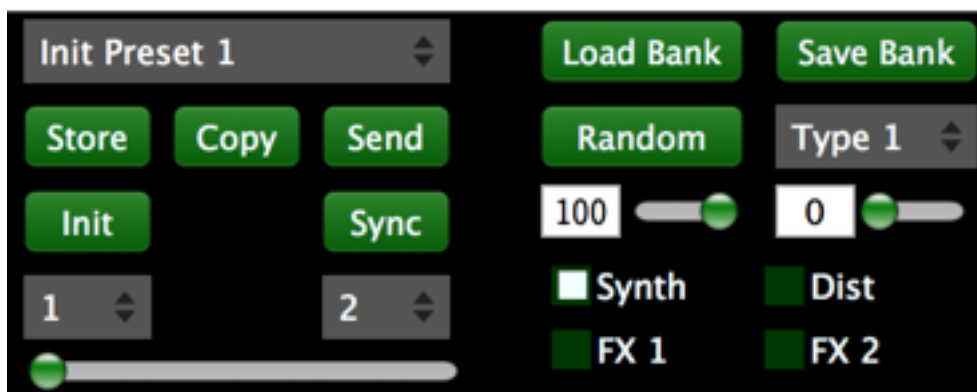 Init Preset 1
Load Bank
Save Bank
Store
Copy
Send
Random
Type 1
Init
Sync
100
0
1
2
Synth
Dist
FX 1
FX 2